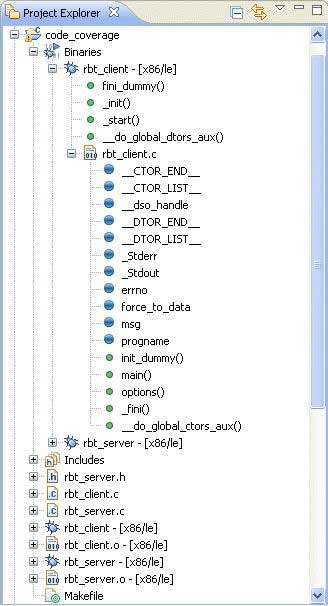 Project Explorer
code_coverage
Binaries
rbt_client - [x86/le]
fini_dummy()
_init()
_start()
__do_global_dtors_aux()
rbt_client.c
__CTOR_END__
__CTOR_LIST__
__dso_handle
__DTOR_END__
__DTOR_LIST__
_Stderr
_Stdout
errno
force_to_data
msg
progname
init_dummy()
main()
options()
_fini()
__do_global_ctors_aux()
rbt_server - [x86/le]
Includes
rbt_server.h
rbt_client.c
rbt_server.c
rbt_client - [x86/le]
rbt_client.o - [x86/le]
rbt_server - [x86/le]
rbt_server.o - [x86/le]
Makefile